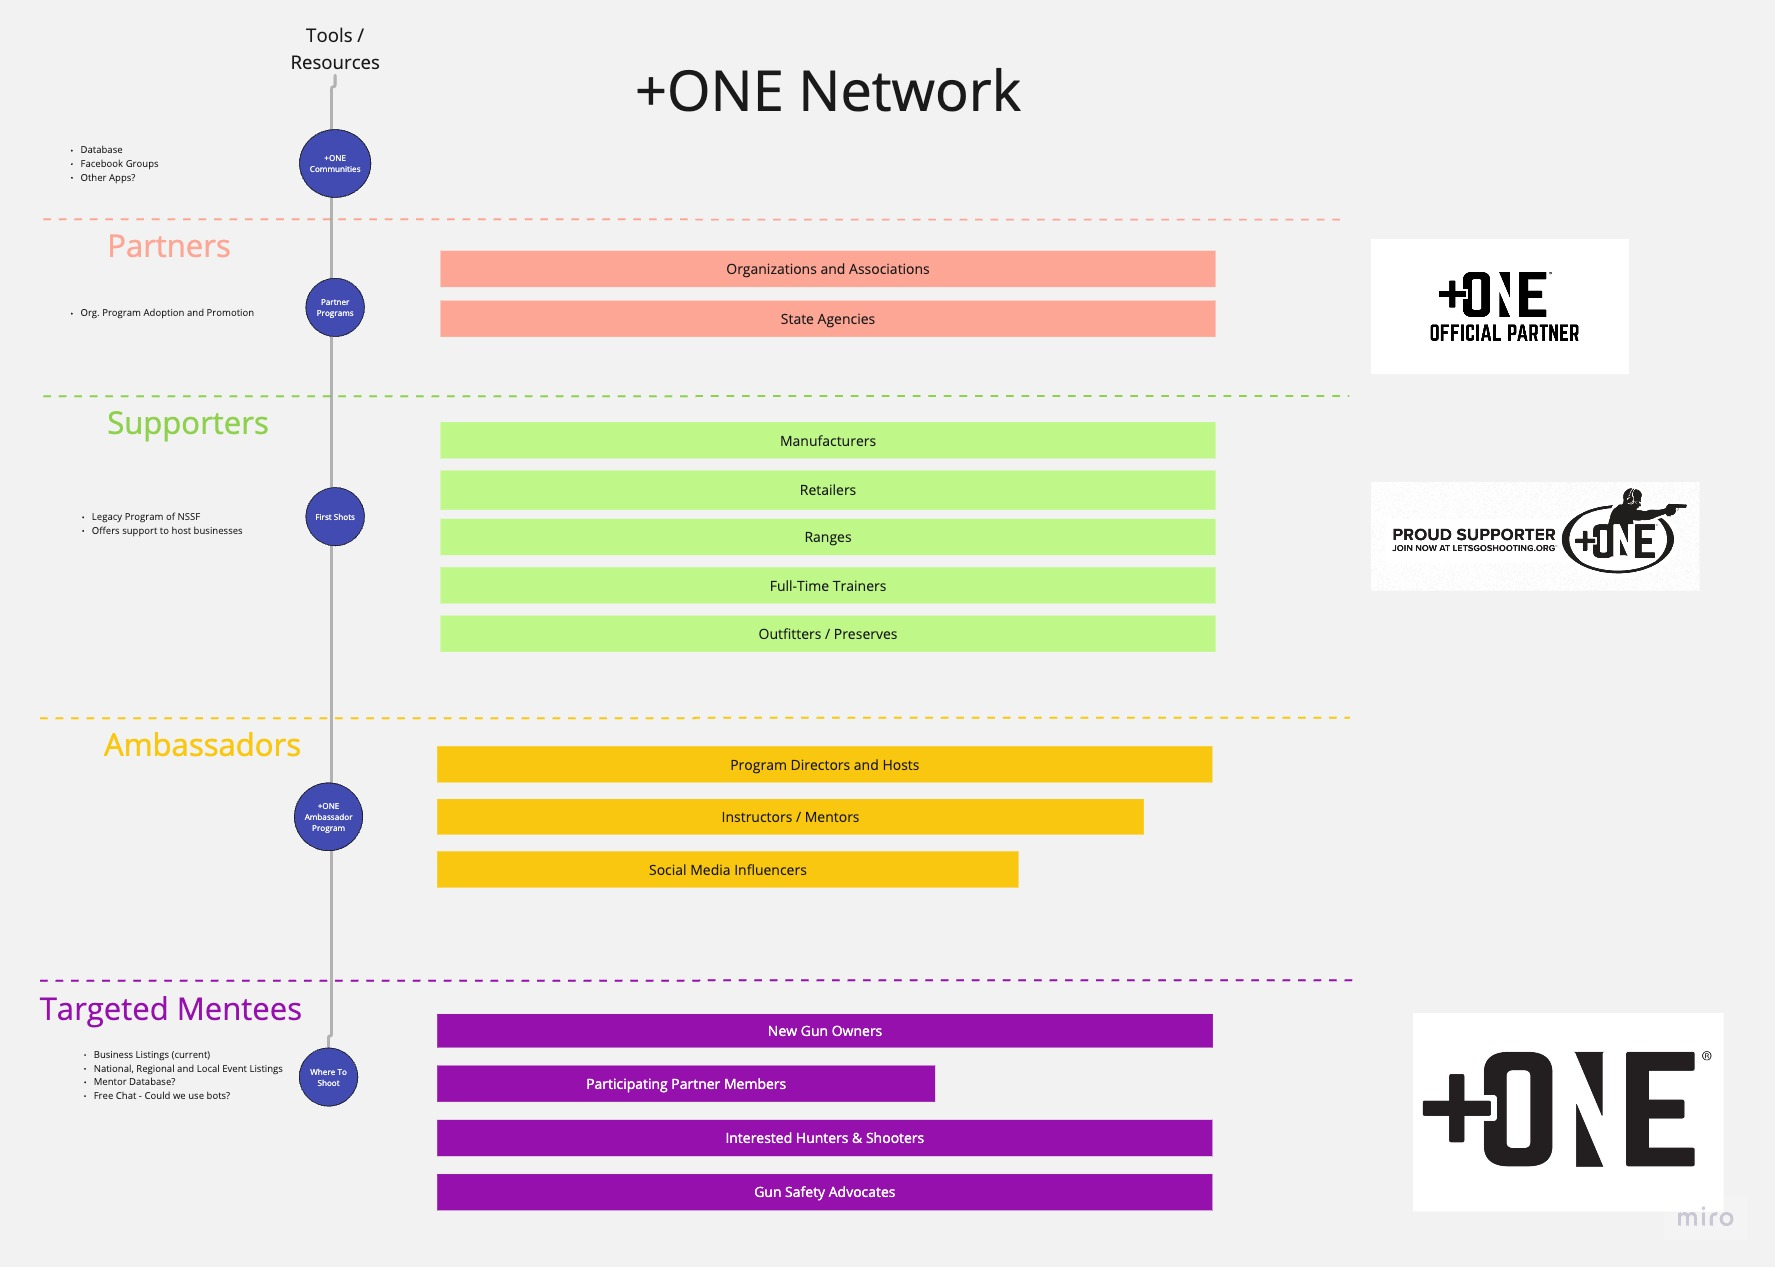 Tools /
Resources
+ONE Network
• Database
• Facebook Groups
• Other Apps?
+ONE
Communities
Partners
• Org. Program Adoption and Promotion
Partner
Programs
Organizations and Associations
State Agencies
+ONE™
OFFICIAL PARTNER
Supporters
• Legacy Program of NSSF
• Offers support to host businesses
First Shots
Manufacturers
Retailers
Ranges
Full-Time Trainers
Outfitters / Preserves
PROUD SUPPORTER
JOIN NOW AT LETSGOSHOOTING.ORG
+ONE
Ambassadors
+ONE
Ambassador
Program
Program Directors and Hosts
Instructors / Mentors
Social Media Influencers
Targeted Mentees
• Business Listings (current)
• National, Regional and Local Event Listings
• Mentor Database?
• Free Chat - Could we use bots?
Where To
Shoot
New Gun Owners
Participating Partner Members
Interested Hunters & Shooters
Gun Safety Advocates
+ONE®
miro